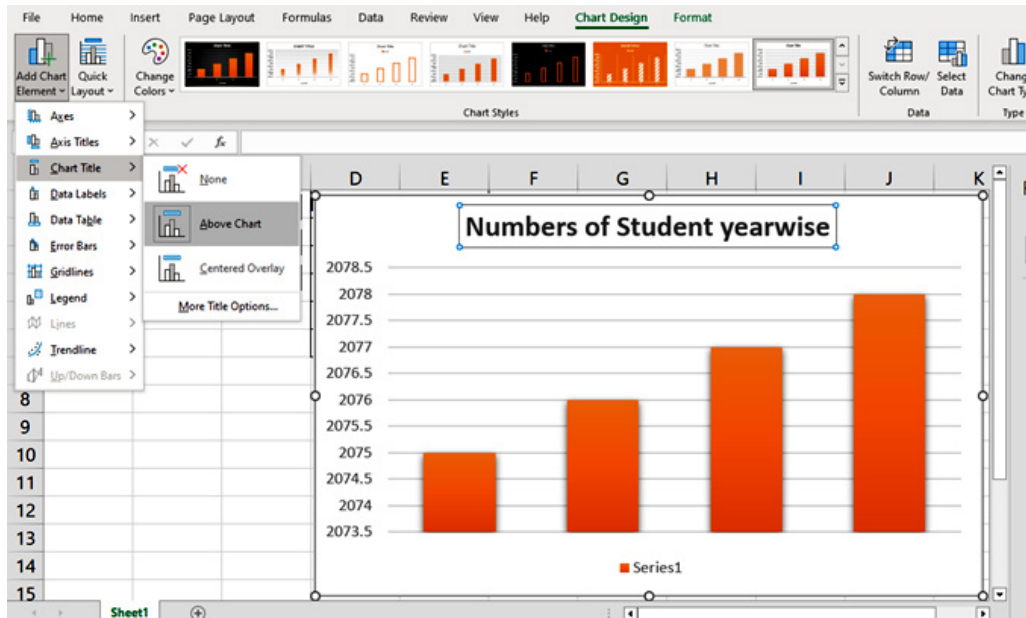 File Home Insert Page Layout Formulas Data Review View Help Chart Design Format
Add Chart Element Quick Layout Change Colors Switch Row/ Column Select Data
Chart Styles Data Type
Axes
Axis Titles
fx
Chart Title
Data Labels
Data Table
Error Bars
Gridlines
Legend
Lines
Trendline
Up/Down Bars
None
Above Chart
Centered Overlay
More Title Options...
D E F G H I J K
Numbers of Student yearwise
2078.5
2078
2077.5
2077
2076.5
2076
2075.5
2075
2074.5
2074
2073.5
Series1
8
9
10
11
12
13
14
15
Sheet1